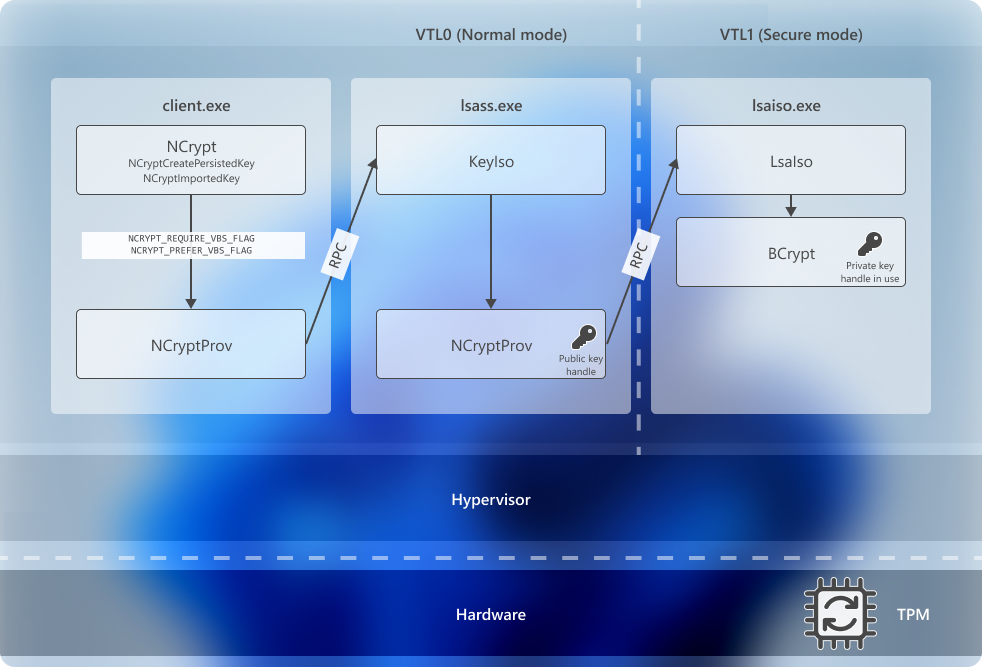 VTL0 (Normal mode)
VTL1 (Secure mode)
client.exe
NCrypt
NCryptCreatePersistedKey
NCryptImportedKey
NCRYPT_REQUIRE_VBS_FLAG
NCRYPT_PREFER_VBS_FLAG
NCryptProv
RPC
lsass.exe
KeyIso
NCryptProv
Public key
handle
RPC
lsaiso.exe
LsaIso
BCrypt
Private key
handle in use
Hypervisor
Hardware
TPM